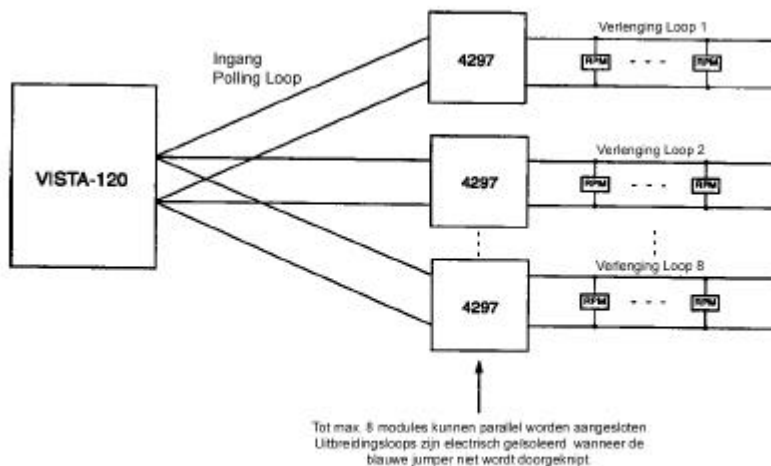 Verlenging Loop 1
Ingang
Polling Loop
4297
RPM
RPM
VISTA-120
Verlenging Loop 2
4297
RPM
RPM
Verlenging Loop 8
4297
RPM
RPM
Tot max. 8 modules kunnen parallel worden aangesloten
Uitbreidingsloops zijn electrisch geïsoleerd wanneer de
blauwe jumper niet wordt doorgeknipt.